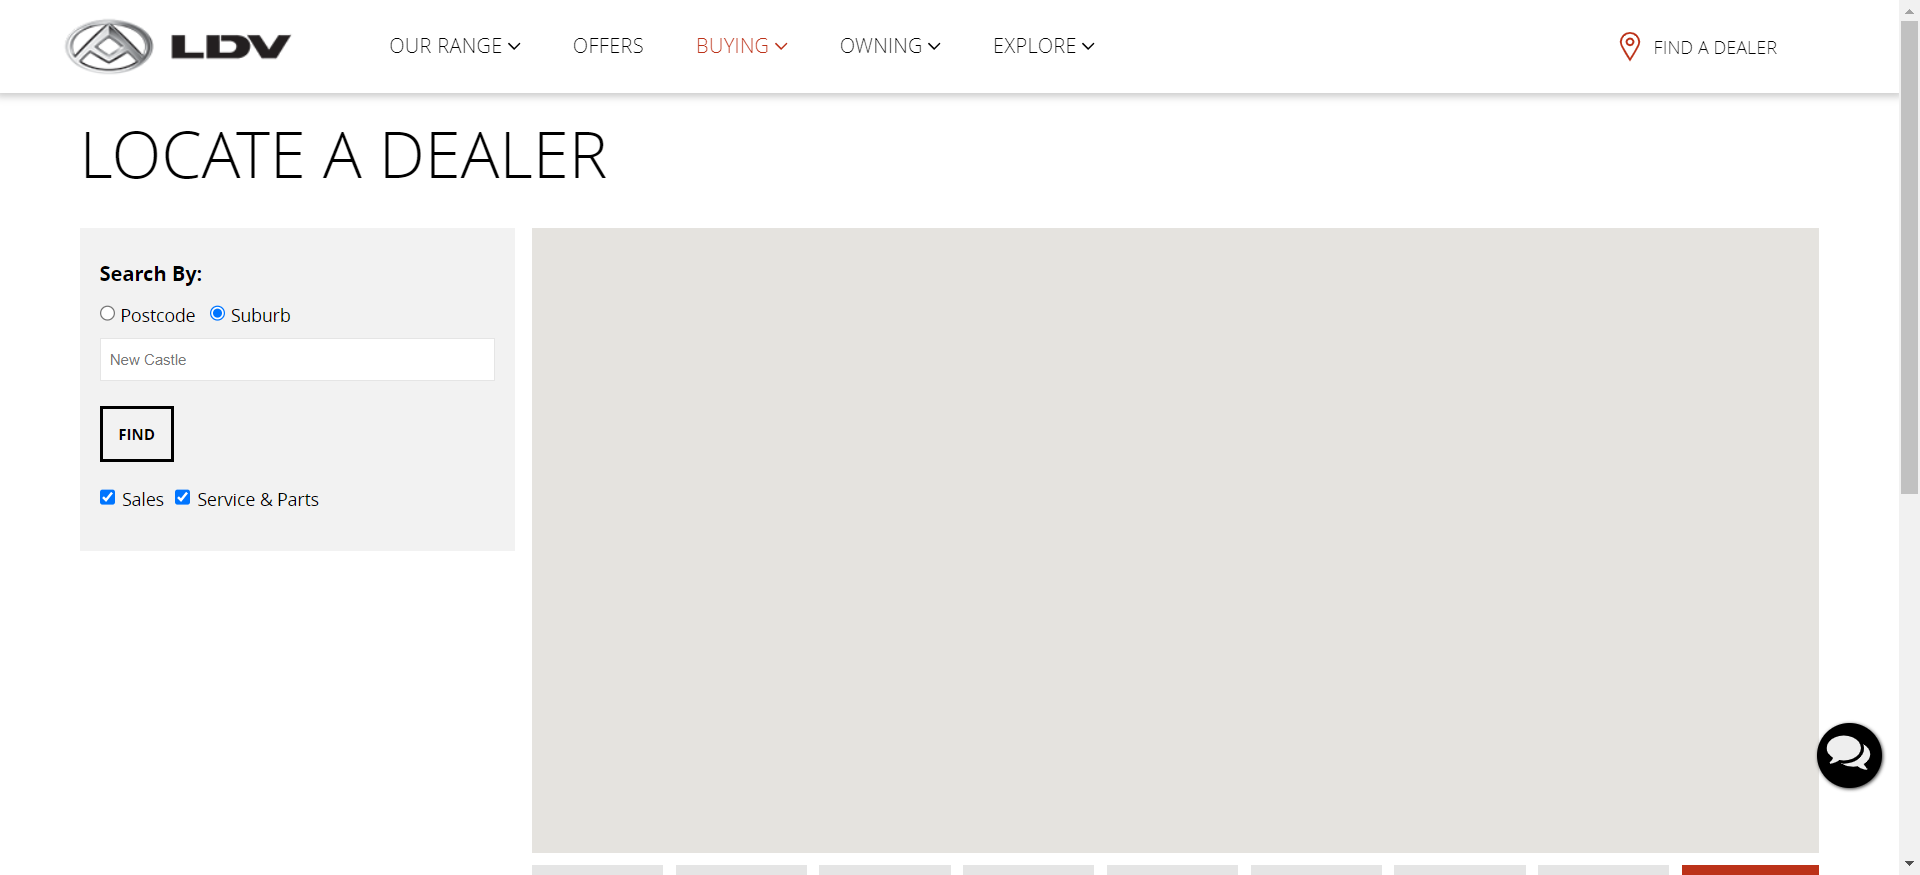 LDV
OUR RANGE
OFFERS
BUYING
OWNING
EXPLORE
FIND A DEALER
LOCATE A DEALER
Search By:
Postcode
Suburb
New Castle
FIND
Sales
Service & Parts